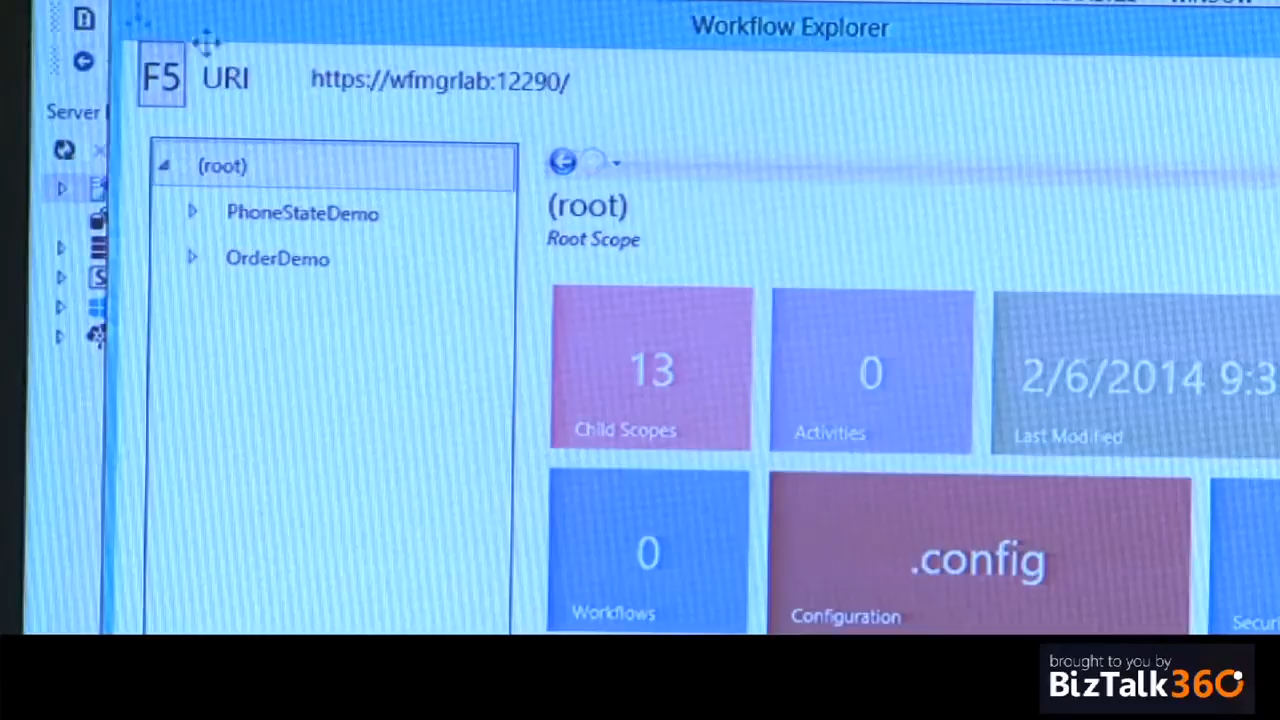 Workflow Explorer
F5 URI https://wfmgrlab:12290/
Server
(root)
PhoneStateDemo
OrderDemo
(root)
Root Scope
13
Child Scopes
0
Activities
2/6/2014 9:3
Last Modified
0
Workflows
.config
Configuration
Securi
brought to you by
BizTalk360